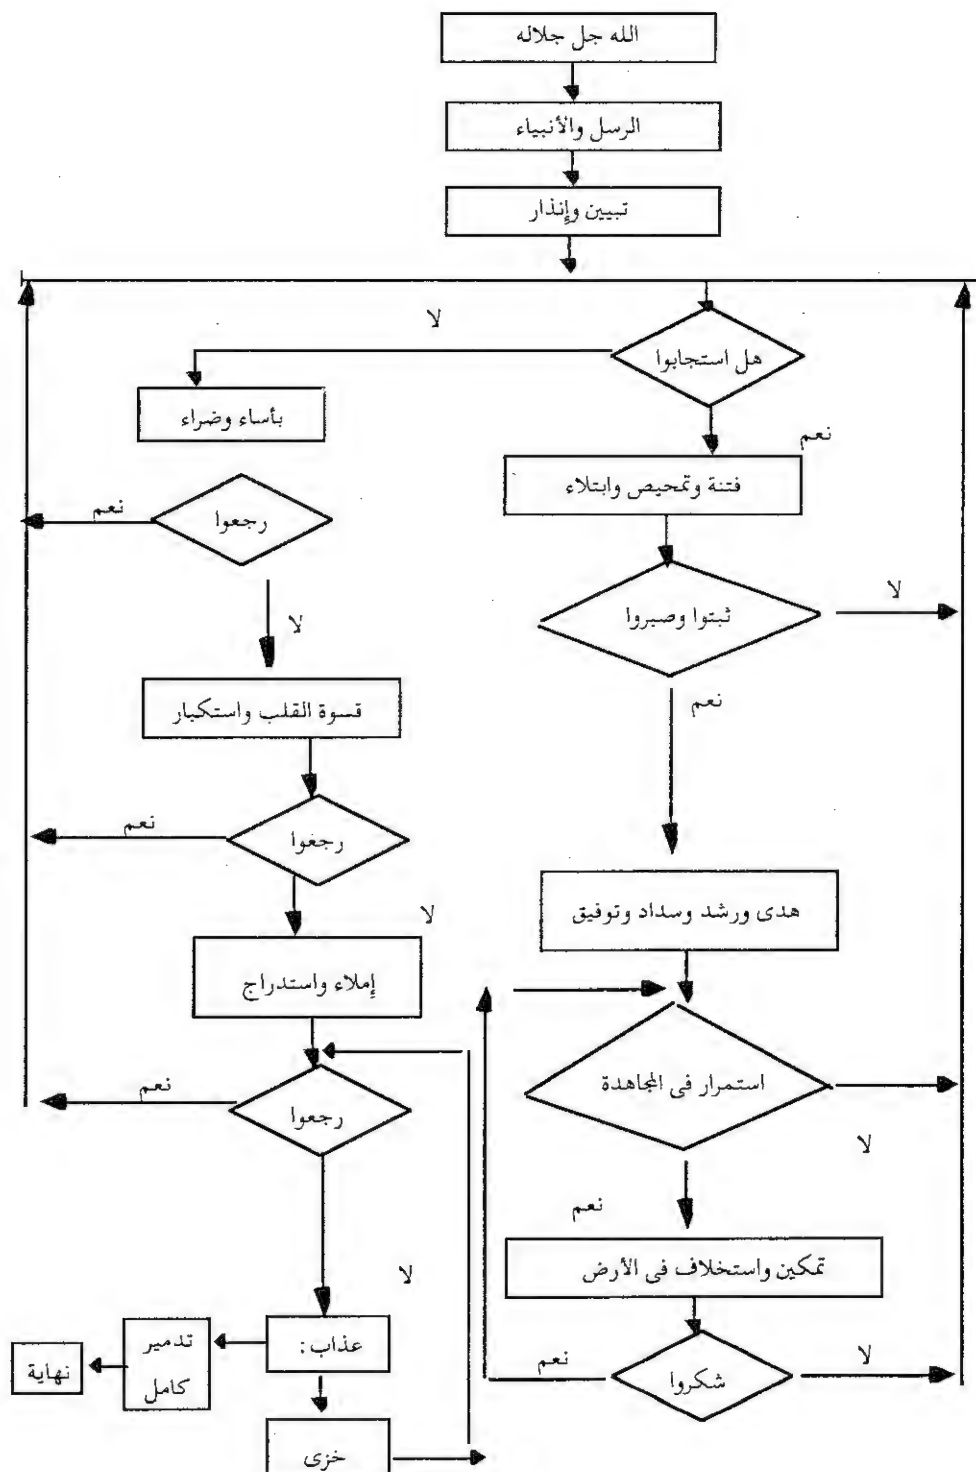 الله جل جلاله
الرسل والأنبياء
تبيين وإنذار
لا
هل استجابوا
بأساء وضراء
نعم
فتنة وتمحيص وابتلاء
رجعوا
نعم
لا
ثبتوا وصبروا
لا
قسوة القلب واستكبار
نعم
رجعوا
نعم
هدى ورشد وسداد وتوفيق
لا
إملاء واستدراج
استمرار في المجاهدة
نعم
رجعوا
لا
نعم
تمكين واستخلاف في الأرض
لا
عذاب:
تدمير
كامل
نهاية
شكروا
لا
نعم
خزى